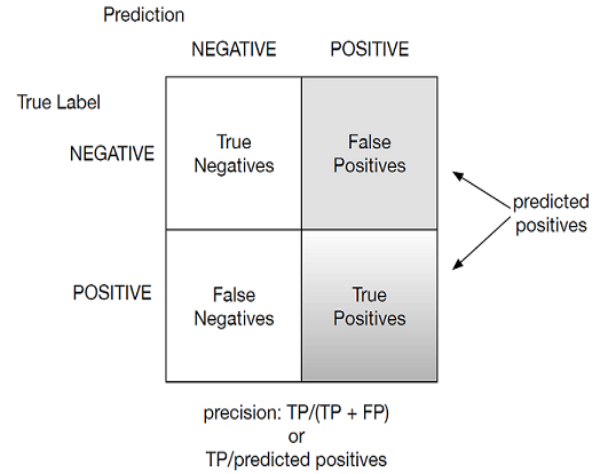 Prediction
NEGATIVE POSITIVE
True Label
NEGATIVE
True
Negatives
False
Positives
predicted
positives
POSITIVE
False
Negatives
True
Positives
precision: TP/(TP + FP)
or
TP/predicted positives